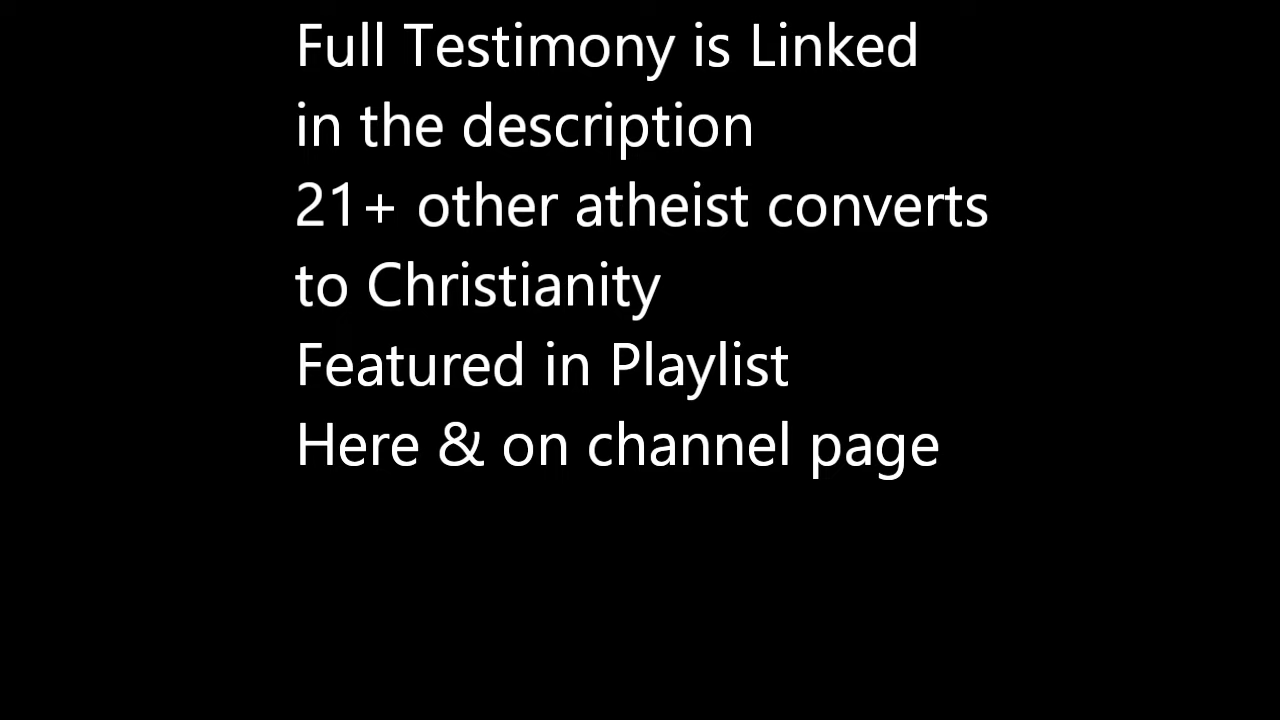 Full Testimony is Linked
in the description
21+ other atheist converts
to Christianity
Featured in Playlist
Here & on channel page